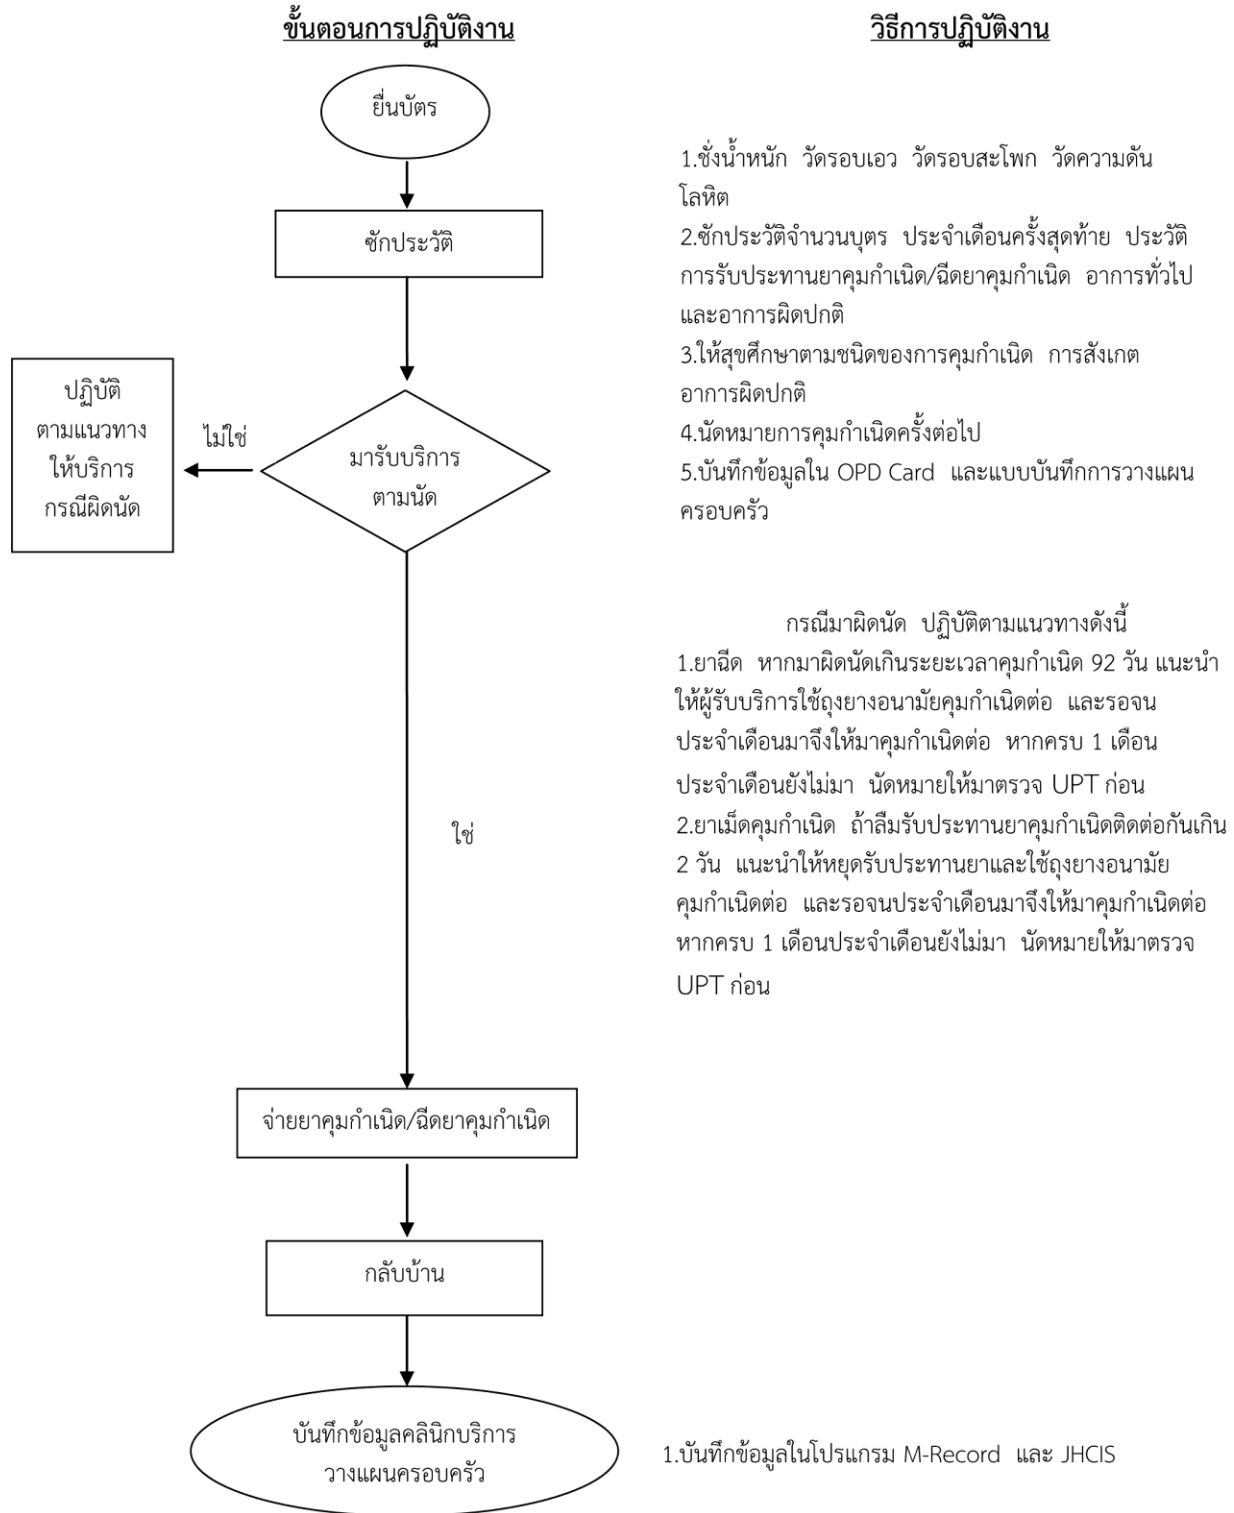 ขั้นตอนการปฏิบัติงาน
วิธีการปฏิบัติงาน
ยื่นบัตร
ซักประวัติ
มารับบริการ
ตามนัด
ไม่ใช่
ปฏิบัติ
ตามแนวทาง
ให้บริการ
กรณีผิดนัด
ใช่
จ่ายยาคุมกำเนิด/ฉีดยาคุมกำเนิด
กลับบ้าน
บันทึกข้อมูลคลินิกบริการ
วางแผนครอบครัว
1.ชั่งน้ำหนัก วัดรอบเอว วัดรอบสะโพก วัดความดัน
โลหิต
2.ซักประวัติจำนวนบุตร ประจำเดือนครั้งสุดท้าย ประวัติ
การรับประทานยาคุมกำเนิด/ฉีดยาคุมกำเนิด อาการทั่วไป
และอาการผิดปกติ
3.ให้สุขศึกษาตามชนิดของการคุมกำเนิด การสังเกต
อาการผิดปกติ
4.นัดหมายการคุมกำเนิดครั้งต่อไป
5.บันทึกข้อมูลใน OPD Card และแบบบันทึกการวางแผน
ครอบครัว
กรณีมาผิดนัด ปฏิบัติตามแนวทางดังนี้
1.ยาฉีด หากมาผิดนัดเกินระยะเวลาคุมกำเนิด 92 วัน แนะนำ
ให้ผู้รับบริการใช้ถุงยางอนามัยคุมกำเนิดต่อ และรอจน
ประจำเดือนมาจึงให้มาคุมกำเนิดต่อ หากครบ 1 เดือน
ประจำเดือนยังไม่มา นัดหมายให้มาตรวจ UPT ก่อน
2.ยาเม็ดคุมกำเนิด ถ้าลืมรับประทานยาคุมกำเนิดติดต่อกันเกิน
2 วัน แนะนำให้หยุดรับประทานยาและใช้ถุงยางอนามัย
คุมกำเนิดต่อ และรอจนประจำเดือนมาจึงให้มาคุมกำเนิดต่อ
หากครบ 1 เดือนประจำเดือนยังไม่มา นัดหมายให้มาตรวจ
UPT ก่อน
1.บันทึกข้อมูลในโปรแกรม M-Record และ JHCIS